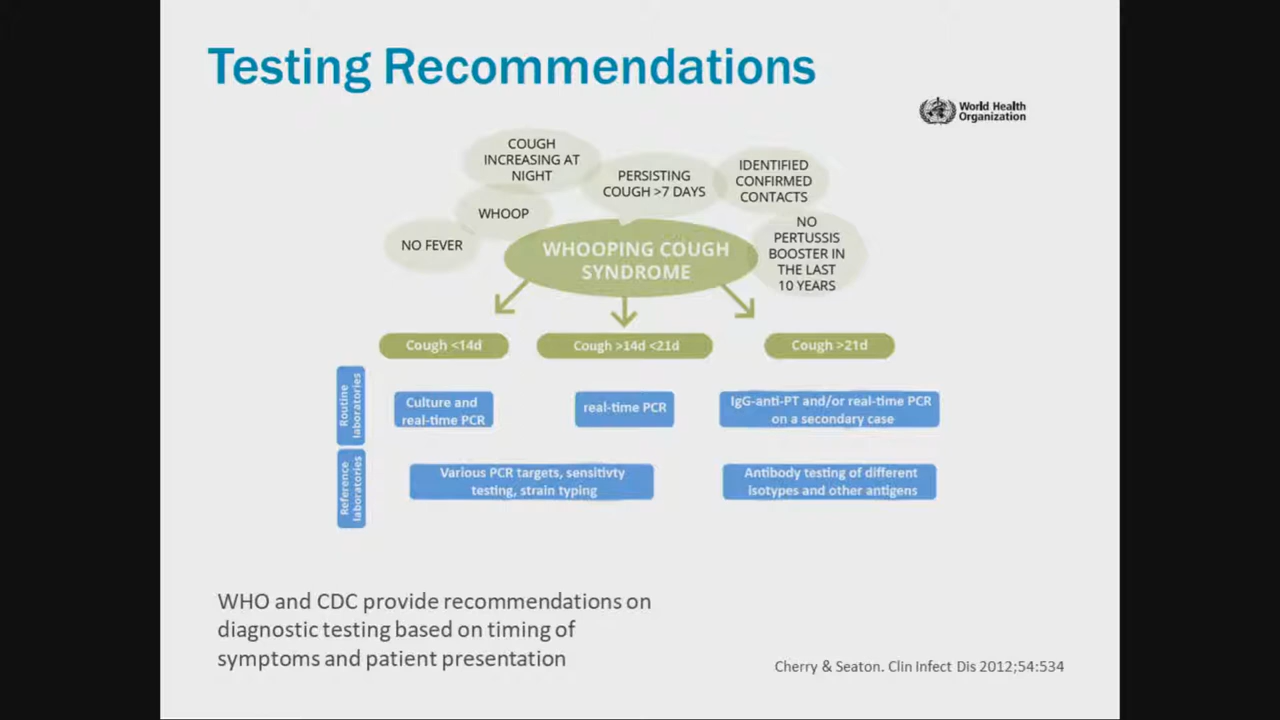 Testing Recommendations
World Health
Organization
COUGH
INCREASING AT
NIGHT
PERSISTING
COUGH >7 DAYS
IDENTIFIED
CONFIRMED
CONTACTS
WHOOP
NO FEVER
NO
PERTUSSIS
BOOSTER IN
THE LAST
10 YEARS
WHOOPING COUGH
SYNDROME
Cough <14d
Cough >14d <21d
Cough >21d
Routine
laboratories
Culture and
real-time PCR
real-time PCR
IgG-anti-PT and/or real-time PCR
on a secondary case
Reference
laboratories
Various PCR targets, sensitivty
testing, strain typing
Antibody testing of different
isotypes and other antigens
WHO and CDC provide recommendations on
diagnostic testing based on timing of
symptoms and patient presentation
Cherry & Seaton. Clin Infect Dis 2012;54:534